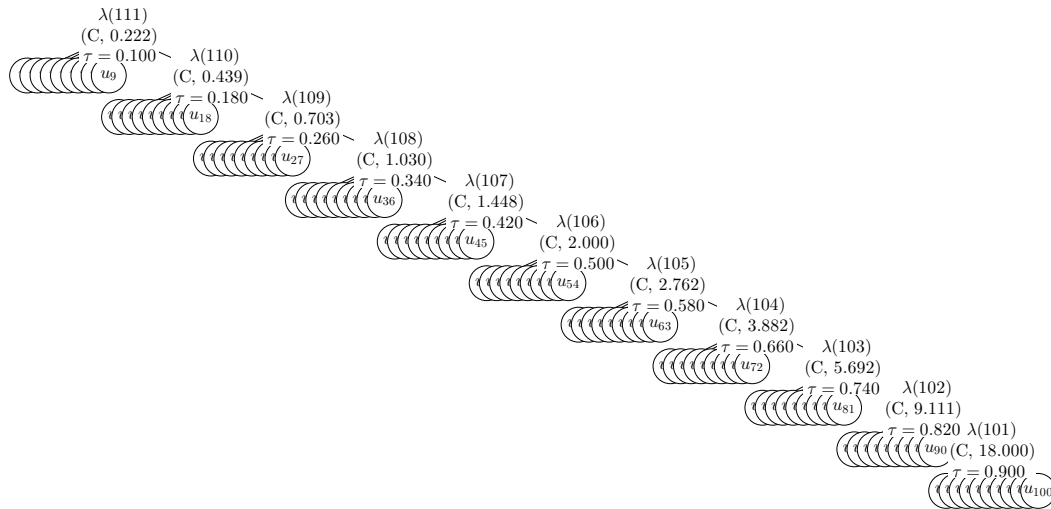 λ(111)
(C, 0.222)
τ = 0.100
u₉
λ(110)
(C, 0.439)
τ = 0.180
u₁₈
λ(109)
(C, 0.703)
τ = 0.260
u₂₇
λ(108)
(C, 1.030)
τ = 0.340
u₃₆
λ(107)
(C, 1.448)
τ = 0.420
u₄₅
λ(106)
(C, 2.000)
τ = 0.500
u₅₄
λ(105)
(C, 2.762)
τ = 0.580
u₆₃
λ(104)
(C, 3.882)
τ = 0.660
u₇₂
λ(103)
(C, 5.692)
τ = 0.740
u₈₁
λ(102)
(C, 9.111)
τ = 0.820
u₉₀
λ(101)
(C, 18.000)
τ = 0.900
u₁₀₀